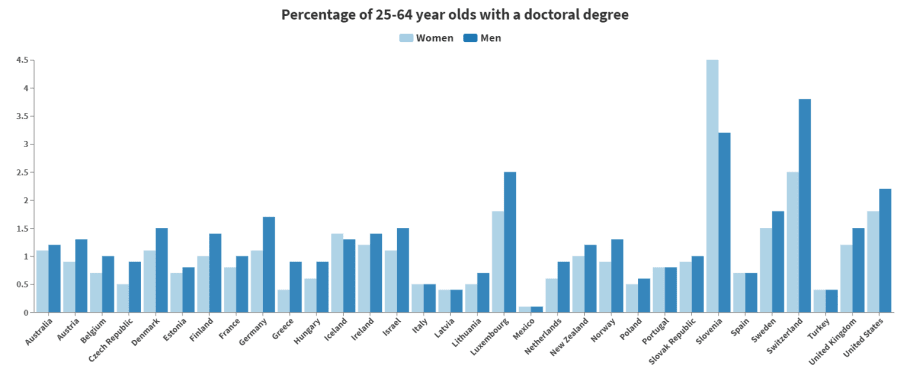 Percentage of 25-64 year olds with a doctoral degree
Women Men
4.5
4
3.5
3
2.5
2
1.5
1
0.5
0
Australia
Austria
Belgium
Czech Republic
Denmark
Estonia
Finland
France
Germany
Greece
Hungary
Iceland
Ireland
Israel
Italy
Latvia
Lithuania
Luxembourg
Mexico
Netherlands
New Zealand
Norway
Poland
Portugal
Slovak Republic
Slovenia
Spain
Sweden
Switzerland
Turkey
United Kingdom
United States